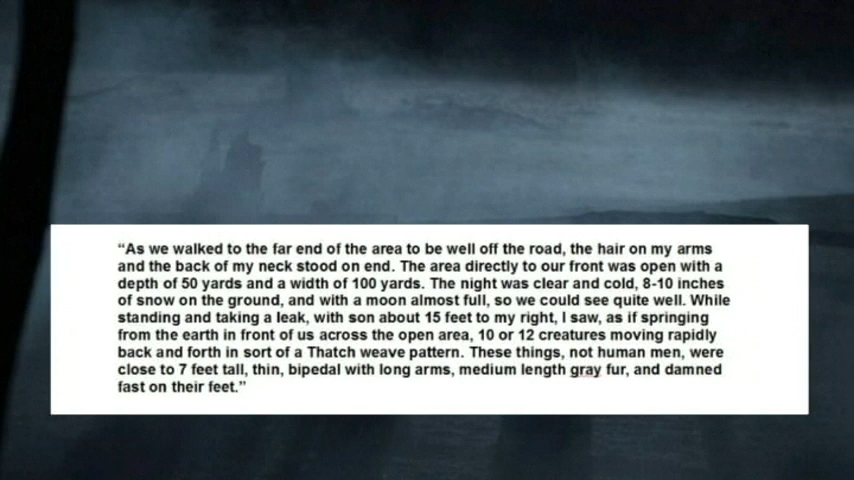 “As we walked to the far end of the area to be well off the road, the hair on my arms
and the back of my neck stood on end. The area directly to our front was open with a
depth of 50 yards and a width of 100 yards. The night was clear and cold, 8-10 inches
of snow on the ground, and with a moon almost full, so we could see quite well. While
standing and taking a leak, with son about 15 feet to my right, I saw, as if springing
from the earth in front of us across the open area, 10 or 12 creatures moving rapidly
back and forth in sort of a Thatch weave pattern. These things, not human men, were
close to 7 feet tall, thin, bipedal with long arms, medium length gray fur, and damned
fast on their feet.”